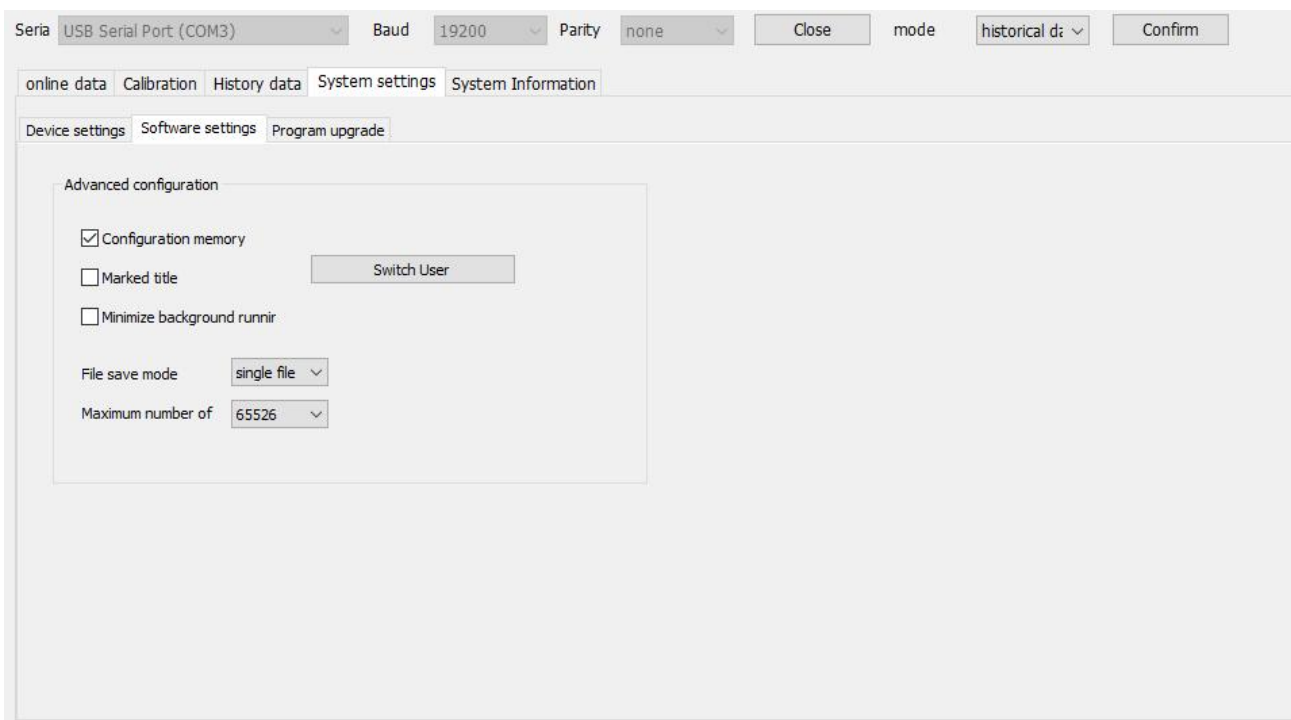 Seria USB Serial Port (COM3) Baud 19200 Parity none Close mode historical da Confirm
online data Calibration History data System settings System Information
Device settings Software settings Program upgrade
Advanced configuration
Configuration memory
Marked title Switch User
Minimize background runnir
File save mode single file
Maximum number of 65526